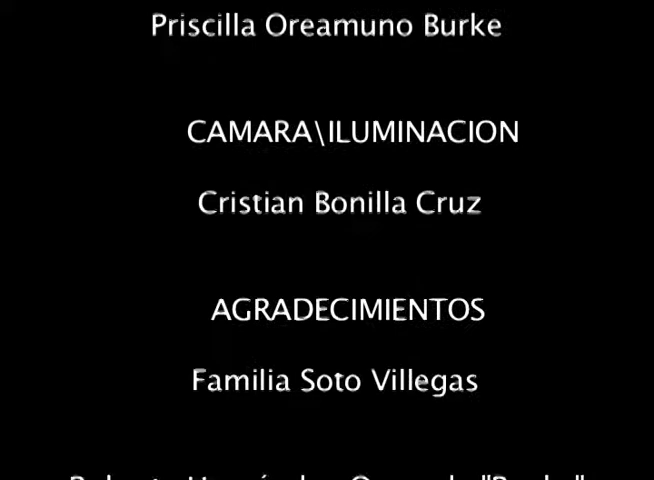 Priscilla Oreamuno Burke
CAMARA\ILUMINACION
Cristian Bonilla Cruz
AGRADECIMIENTOS
Familia Soto Villegas